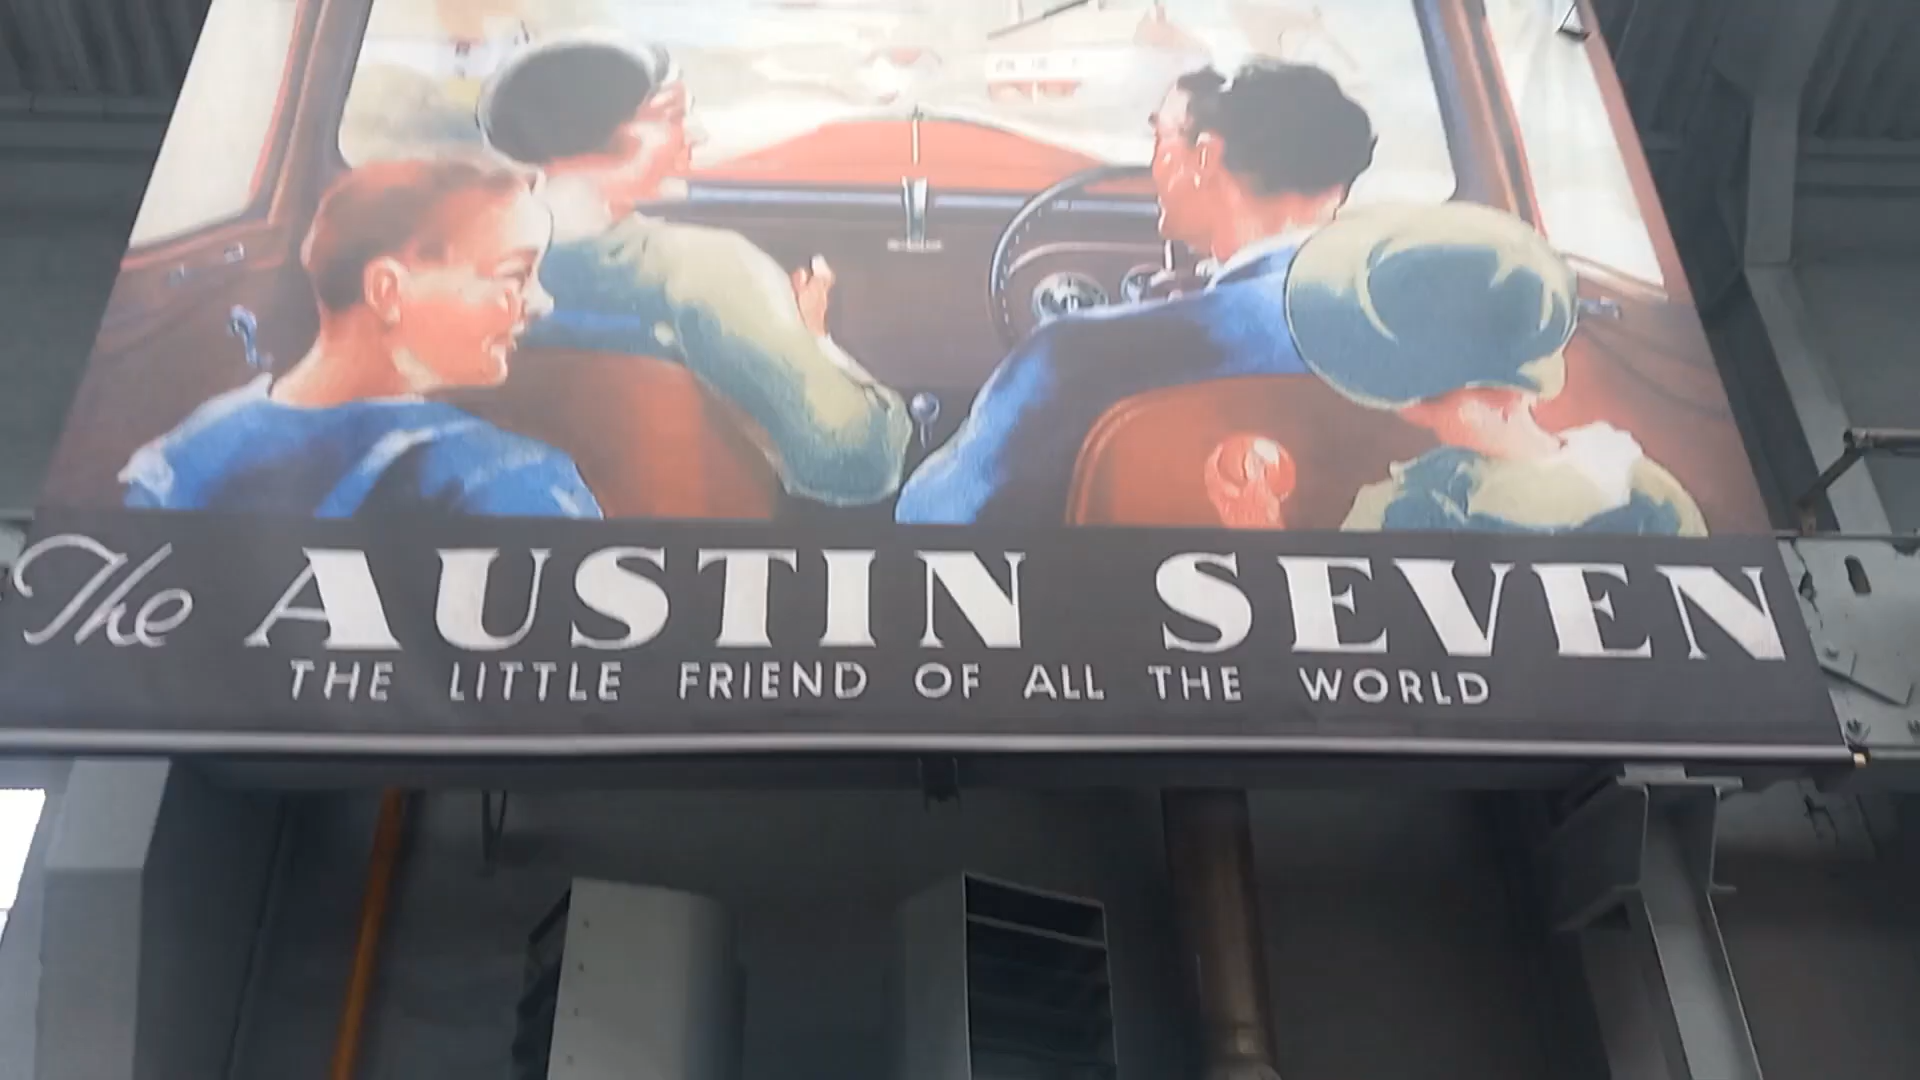 The AUSTIN SEVEN
THE LITTLE FRIEND OF ALL THE WORLD